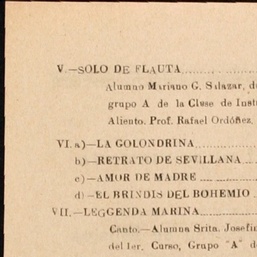 V.—SOLO DE FLAUTA
Alumno Mariano G. Salazar, d
grupo A de la Clase de Inst
Aliento. Prof. Rafael Ordóñez.
VI. a)—LA GOLONDRINA
b)—RETRATO DE SEVILLANA
c)—AMOR DE MADRE
d)—EL BRINDIS DEL BOHEMIO
VII.—LEGGENDA MARINA
Canto.—Alumna Srita. Josefin
del 1er. Curso, Grupo "A" d